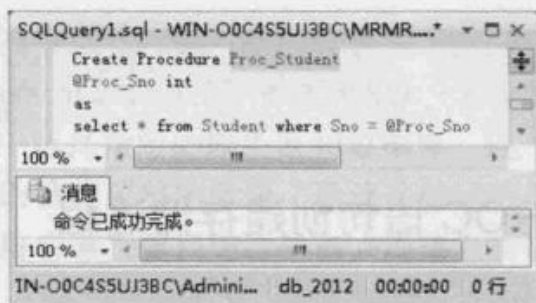 SQLQuery1.sql - WIN-O0C4S5UJ3BC\MRMR....*
Create Procedure Proc_Student
@Proc_Sno int
as
select * from Student where Sno = @Proc_Sno
100 %
消息
命令已成功完成。
100 %
IN-O0C4S5UJ3BC\Admini... db_2012 00:00:00 0 行